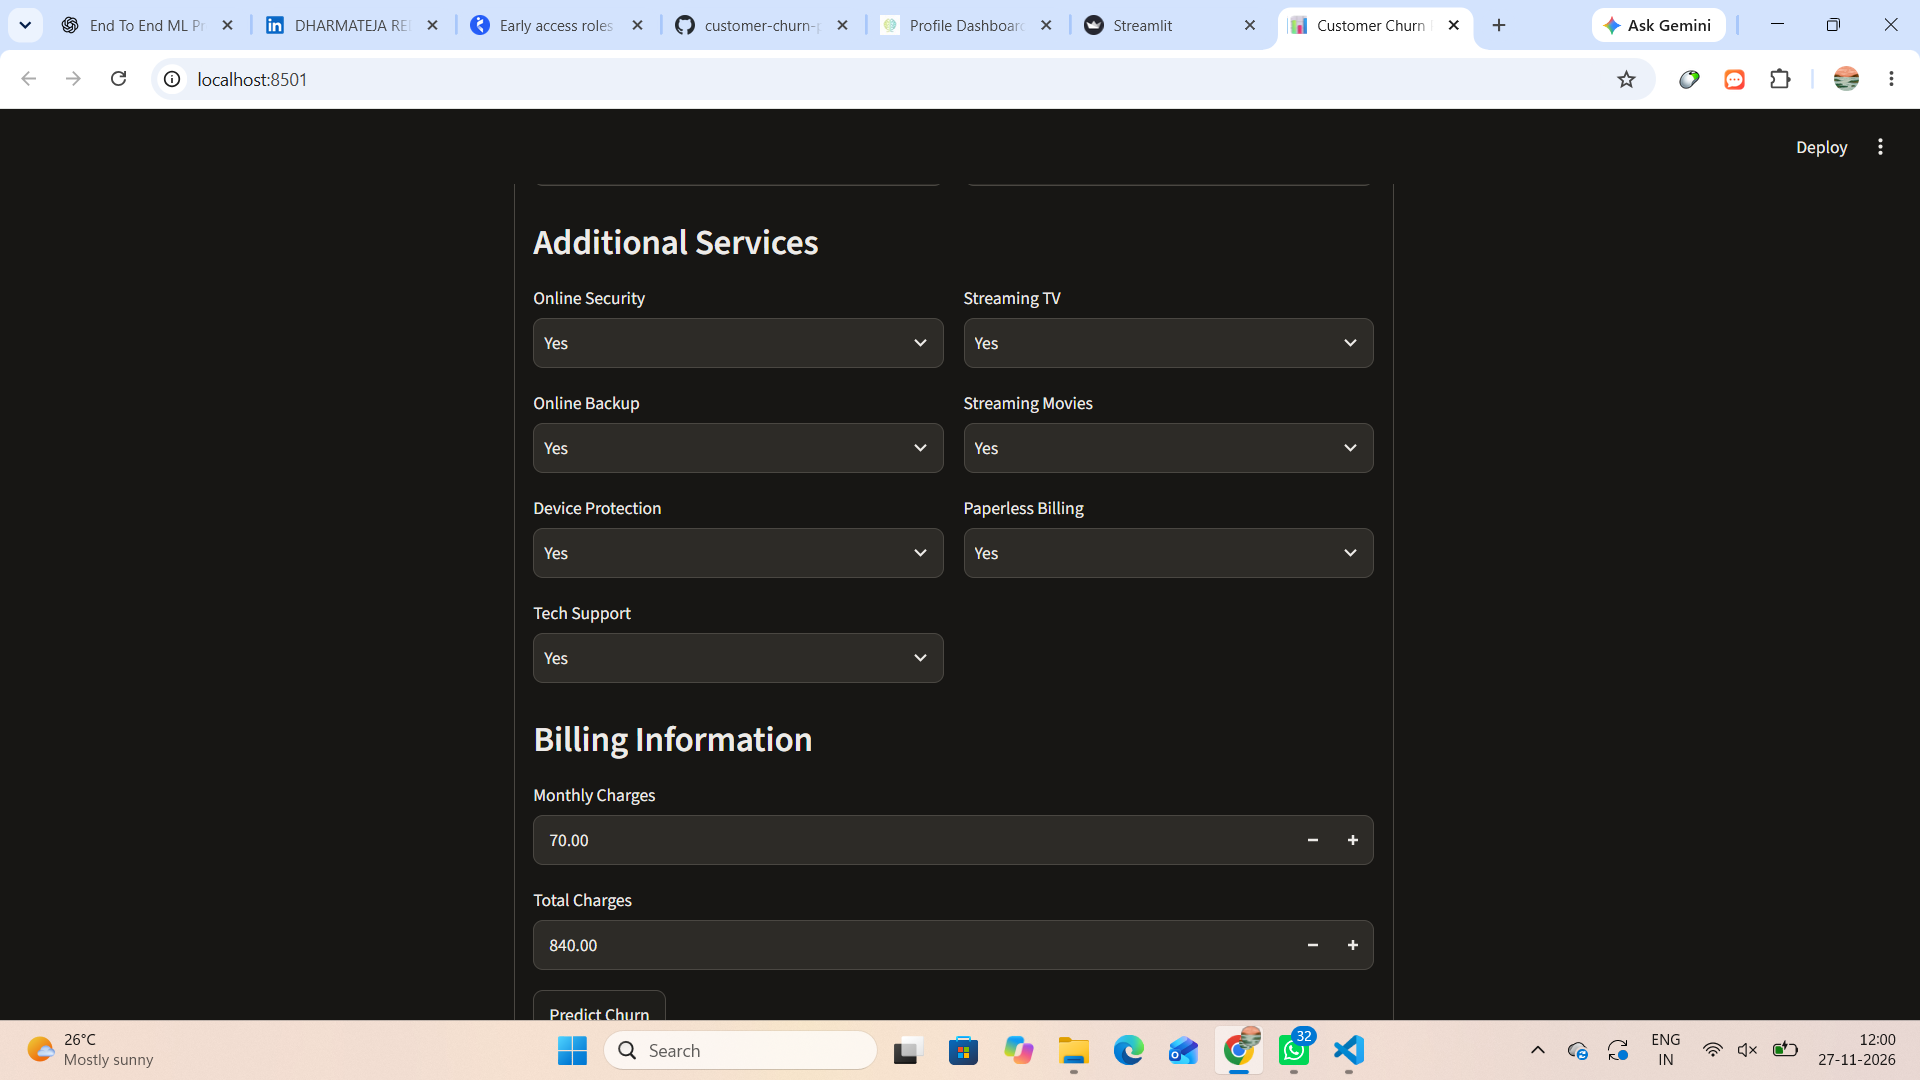 End To End ML Pr
DHARMATEJA REI
Early access roles
customer-churn-p
Profile Dashboard
Streamlit
Customer Churn
Ask Gemini
localhost:8501
Deploy
Additional Services
Online Security
Streaming TV
Yes
Yes
Online Backup
Streaming Movies
Yes
Yes
Device Protection
Paperless Billing
Yes
Yes
Tech Support
Yes
Billing Information
Monthly Charges
70.00
Total Charges
840.00
Predict Churn
26°C
Mostly sunny
Search
32
ENG
IN
12:00
27-11-2026